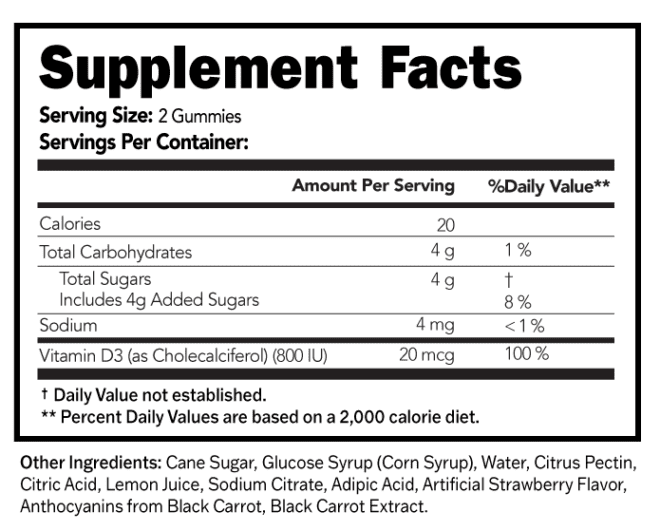 Supplement Facts
Serving Size: 2 Gummies
Servings Per Container:
Amount Per Serving %Daily Value**
Calories 20
Total Carbohydrates 4 g 1 %
Total Sugars 4 g †
Includes 4g Added Sugars 8 %
Sodium 4 mg <1 %
Vitamin D3 (as Cholecalciferol) (800 IU) 20 mcg 100 %
† Daily Value not established.
** Percent Daily Values are based on a 2,000 calorie diet.
Other Ingredients: Cane Sugar, Glucose Syrup (Corn Syrup), Water, Citrus Pectin,
Citric Acid, Lemon Juice, Sodium Citrate, Adipic Acid, Artificial Strawberry Flavor,
Anthocyanins from Black Carrot, Black Carrot Extract.